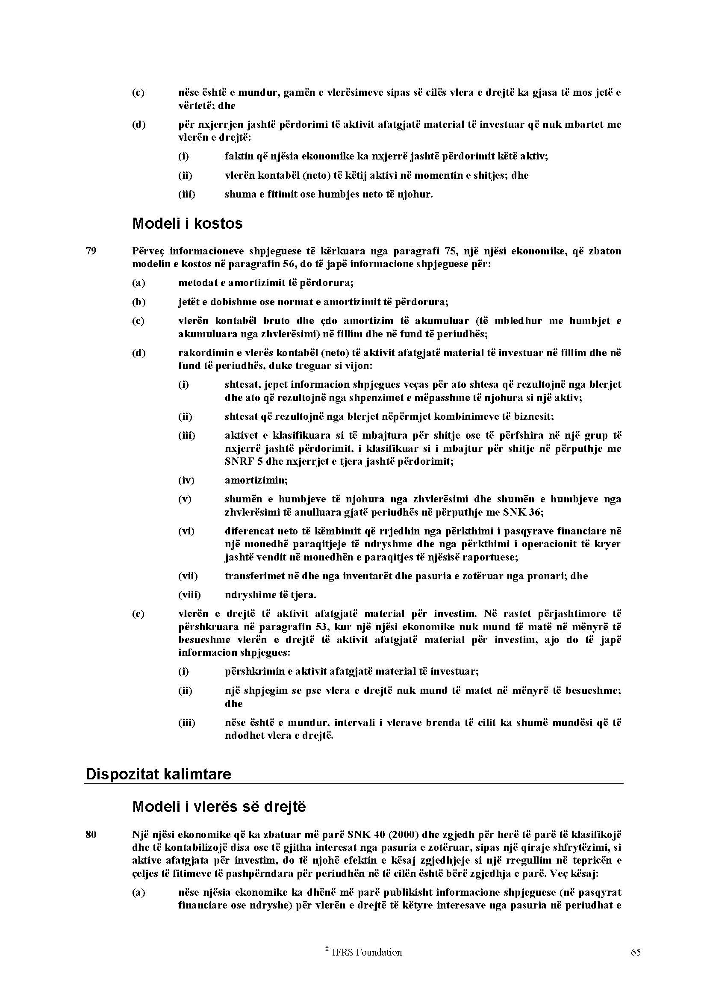 (c) nëse është e mundur, gamën e vlerësimeve sipas së cilës vlera e drejtë ka gjasa të mos jetë e
vërtetë; dhe
(d) për nxjerrjen jashtë përdorimi të aktivit afatgjatë material të investuar që nuk mbartet me
vlerën e drejtë:
(i) faktin që njësia ekonomike ka nxjerrë jashtë përdorimit këtë aktiv;
(ii) vlerën kontabël (neto) të këtij aktivi në momentin e shitjes; dhe
(iii) shuma e fitimit ose humbjes neto të njohur.
Modeli i kostos
79 Përveç informacioneve shpjeguese të kërkuara nga paragrafi 75, një njësi ekonomike, që zbaton
modelin e kostos në paragrafin 56, do të japë informacione shpjeguese për:
(a) metodat e amortizimit të përdorura;
(b) jetët e dobishme ose normat e amortizimit të përdorura;
(c) vlerën kontabël bruto dhe çdo amortizim të akumuluar (të mbledhur me humbjet e
akumuluara nga zhvlerësimi) në fillim dhe në fund të periudhës;
(d) rakordimin e vlerës kontabël (neto) të aktivit afatgjatë material të investuar në fillim dhe në
fund të periudhës, duke treguar si vijon:
(i) shtesat, jepet informacion shpjegues veças për ato shtesa që rezultojnë nga blerjet
dhe ato që rezultojnë nga shpenzimet e mëpasshme të njohura si një aktiv;
(ii) shtesat që rezultojnë nga blerjet nëpërmjet kombinimeve të biznesit;
(iii) aktivet e klasifikuara si të mbajtura për shitje ose të përfshira në një grup të
nxjerrë jashtë përdorimit, i klasifikuar si i mbajtur për shitje në përputhje me
SNRF 5 dhe nxjerrjet e tjera jashtë përdorimit;
(iv) amortizimin;
(v) shumën e humbjeve të njohura nga zhvlerësimi dhe shumën e humbjeve nga
zhvlerësimi të anulluara gjatë periudhës në përputhje me SNK 36;
(vi) diferencat neto të këmbimit që rrjedhin nga përkthimi i pasqyrave financiare në
një monedhë paraqitjeje të ndryshme dhe nga përkthimi i operacionit të kryer
jashtë vendit në monedhën e paraqitjes të njësisë raportuese;
(vii) transferimet në dhe nga inventarët dhe pasuria e zotëruar nga pronari; dhe
(viii) ndryshime të tjera.
(e) vlerën e drejtë të aktivit afatgjatë material për investim. Në rastet përjashtimore të
përshkruara në paragrafin 53, kur një njësi ekonomike nuk mund të matë në mënyrë të
besueshme vlerën e drejtë të aktivit afatgjatë material për investim, ajo do të japë
informacion shpjegues:
(i) përshkrimin e aktivit afatgjatë material të investuar;
(ii) një shpjegim se pse vlera e drejtë nuk mund të matet në mënyrë të besueshme;
dhe
(iii) nëse është e mundur, intervali i vlerave brenda të cilit ka shumë mundësi që të
ndodhet vlera e drejtë.
Dispozitat kalimtare
Modeli i vlerës së drejtë
80 Një njësi ekonomike që ka zbatuar më parë SNK 40 (2000) dhe zgjedh për herë të parë të klasifikojë
dhe të kontabilizojë disa ose të gjitha interesat nga pasuria e zotëruar, sipas një qiraje shfrytëzimi, si
aktive afatgjata për investim, do të njohë efektin e kësaj zgjedhjeje si një rregullim në tepricën e
çeljes të fitimeve të pashpërndara për periudhën në të cilën është bërë zgjedhja e parë. Veç kësaj:
(a) nëse njësia ekonomike ka dhënë më parë publikisht informacione shpjeguese (në pasqyrat
financiare ose ndryshe) për vlerën e drejtë të këtyre interesave nga pasuria në periudhat e
© IFRS Foundation 65